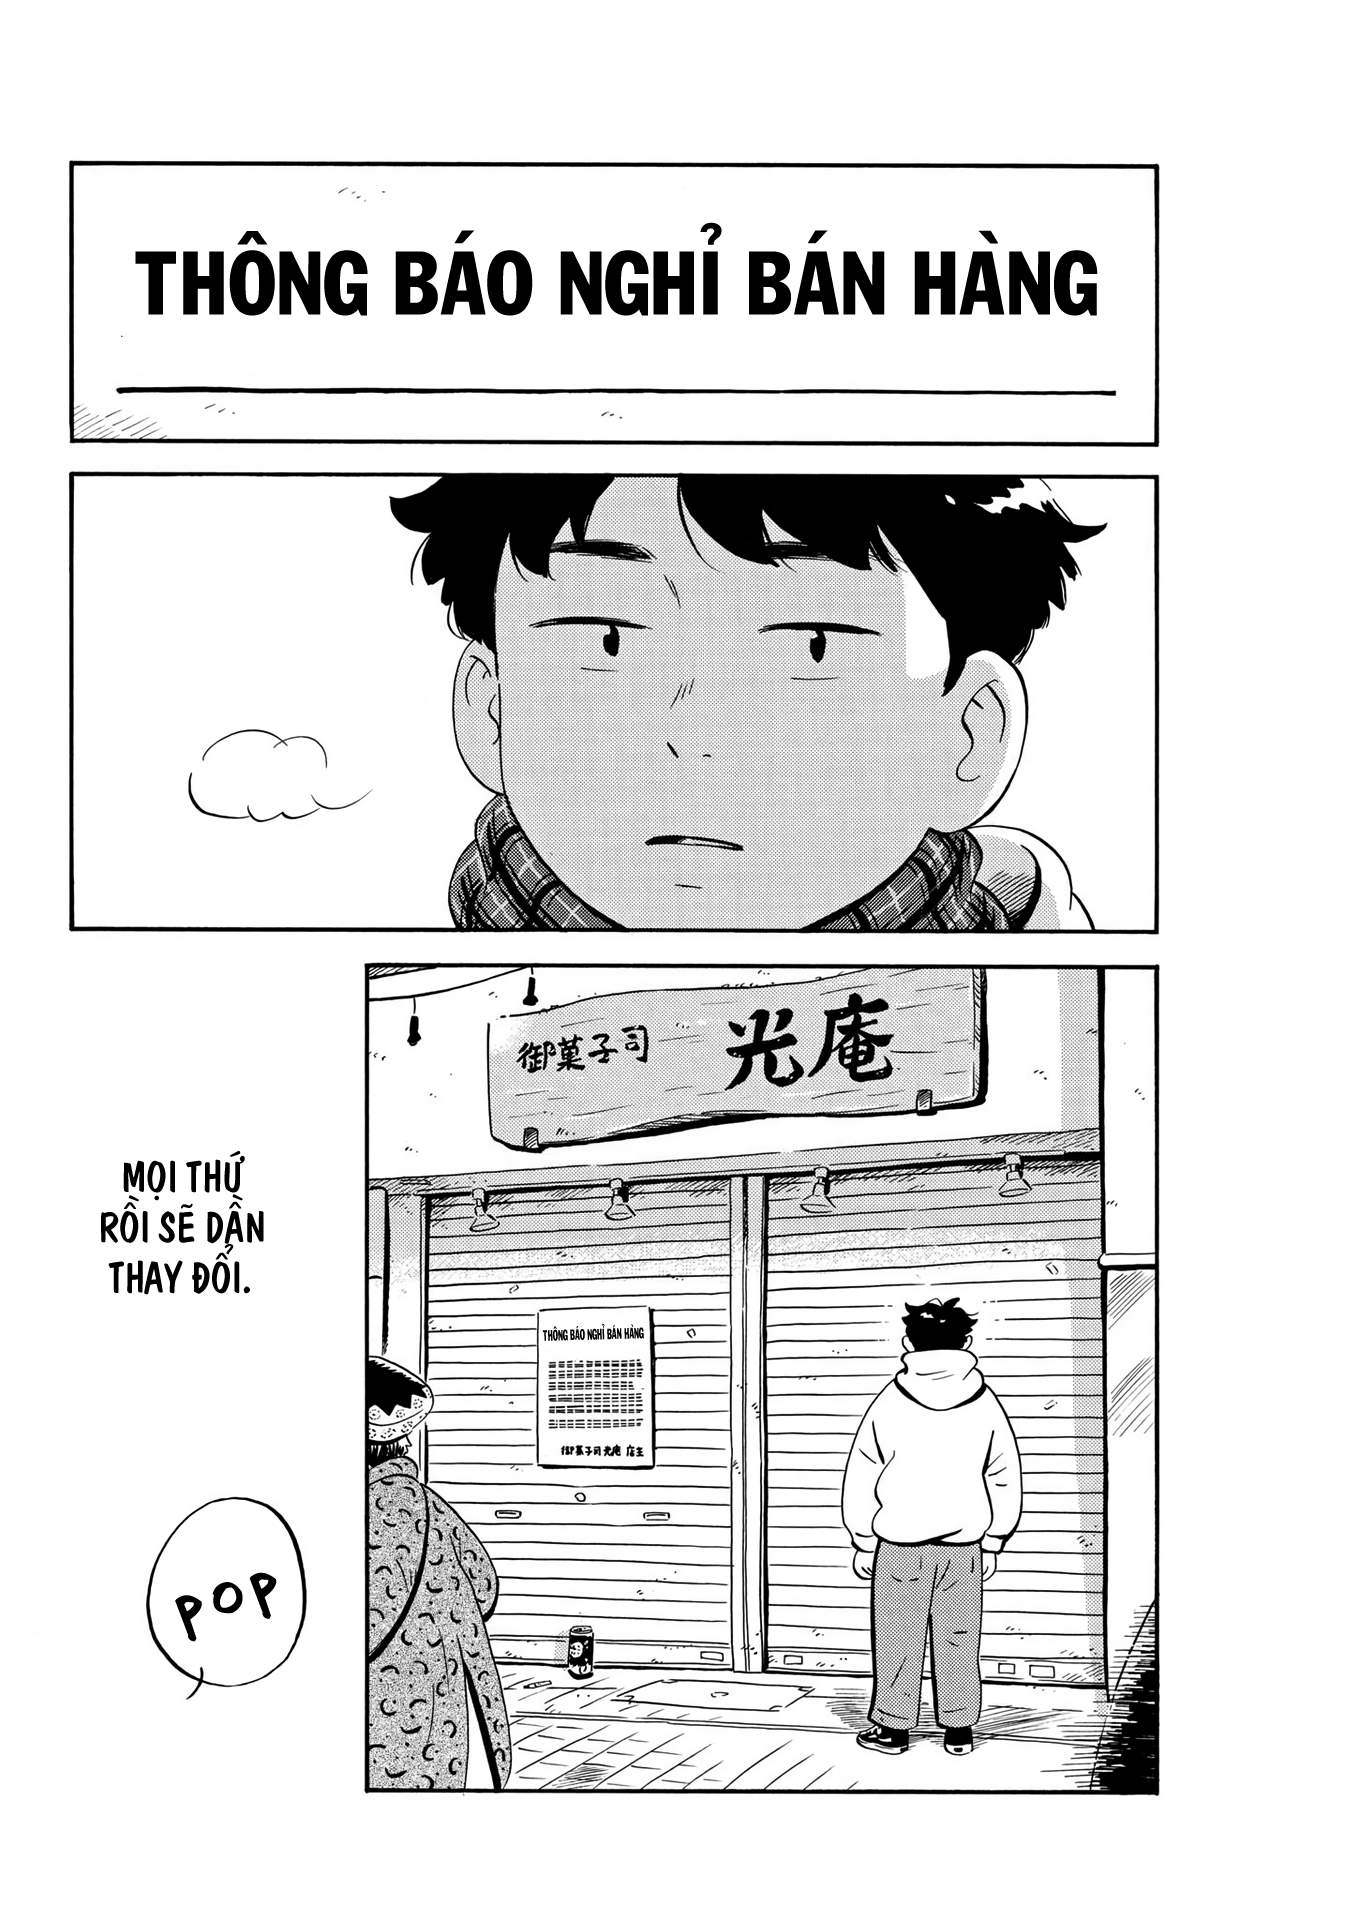 THÔNG BÁO NGHỈ BÁN HÀNG
御菓子司 光庵
MỌI THỨ
RỒI SẼ DẦN
THAY ĐỔI.
THÔNG BÁO NGHỈ BÁN HÀNG
御菓子司光庵 店主
POP